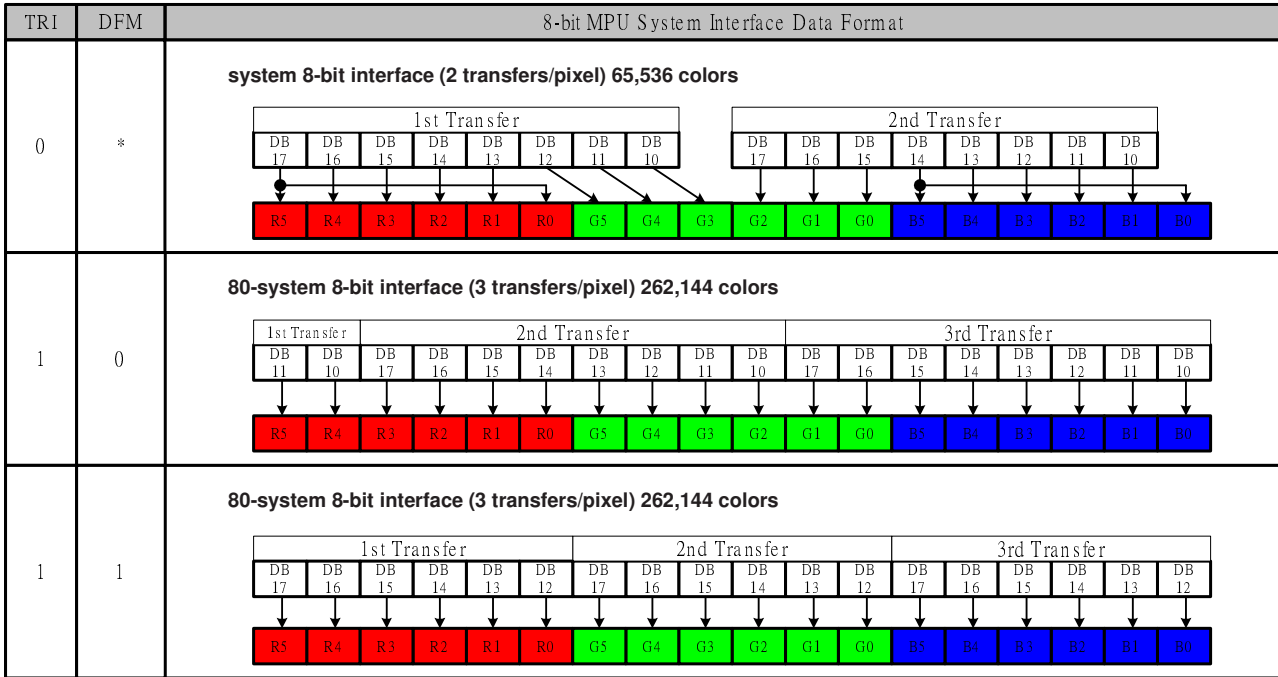 TRI DFM 8-bit MPU System Interface Data Format
system 8-bit interface (2 transfers/pixel) 65,536 colors
1st Transfer 2nd Transfer
DB DB DB DB DB DB DB DB DB DB DB DB DB DB DB DB
17 16 15 14 13 12 11 10 17 16 15 14 13 12 11 10
0 *
R5 R4 R3 R2 R1 R0 G5 G4 G3 G2 G1 G0 B5 B4 B3 B2 B1 B0
80-system 8-bit interface (3 transfers/pixel) 262,144 colors
1st Transfer 2nd Transfer 3rd Transfer
DB DB DB DB DB DB DB DB DB DB DB DB DB DB DB DB DB DB
11 10 17 16 15 14 13 12 11 10 17 16 15 14 13 12 11 10
1 0
R5 R4 R3 R2 R1 R0 G5 G4 G3 G2 G1 G0 B5 B4 B3 B2 B1 B0
80-system 8-bit interface (3 transfers/pixel) 262,144 colors
1st Transfer 2nd Transfer 3rd Transfer
DB DB DB DB DB DB DB DB DB DB DB DB DB DB DB DB DB DB
17 16 15 14 13 12 17 16 15 14 13 12 17 16 15 14 13 12
1 1
R5 R4 R3 R2 R1 R0 G5 G4 G3 G2 G1 G0 B5 B4 B3 B2 B1 B0